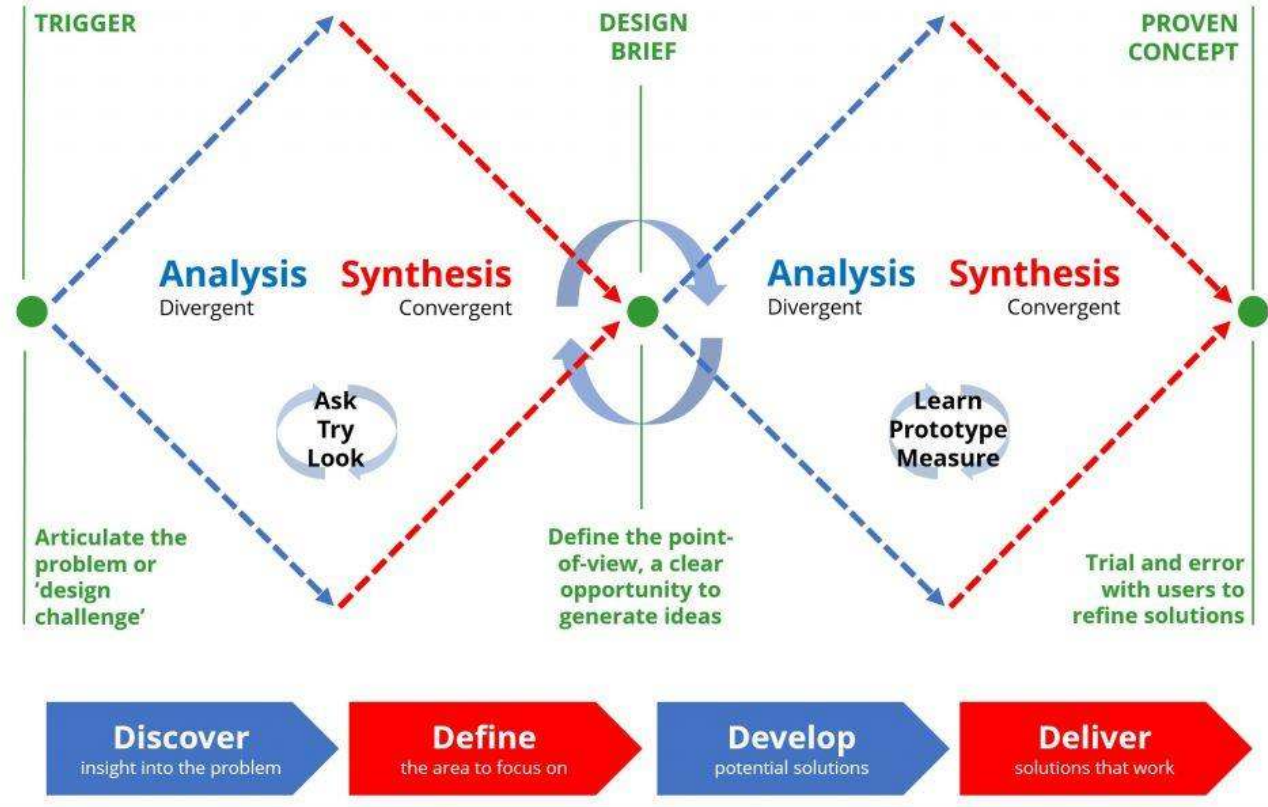 TRIGGER
DESIGN
BRIEF
PROVEN
CONCEPT
Analysis
Divergent
Synthesis
Convergent
Analysis
Divergent
Synthesis
Convergent
Ask
Try
Look
Learn
Prototype
Measure
Articulate the
problem or
‘design
challenge’
Define the point-
of-view, a clear
opportunity to
generate ideas
Trial and error
with users to
refine solutions
Discover
insight into the problem
Define
the area to focus on
Develop
potential solutions
Deliver
solutions that work